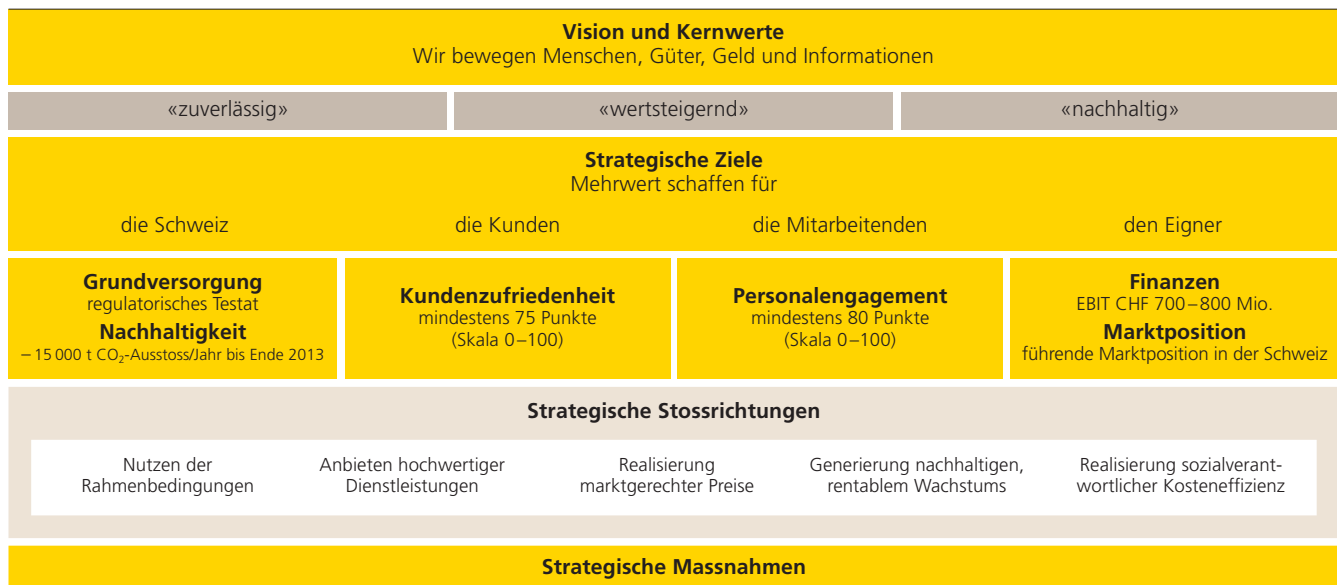 Vision und Kernwerte
Wir bewegen Menschen, Güter, Geld und Informationen
«zuverlässig»
«wertsteigernd»
«nachhaltig»
Strategische Ziele
Mehrwert schaffen für
die Schweiz
die Kunden
die Mitarbeitenden
den Eigner
Grundversorgung
regulatorisches Testat
Nachhaltigkeit
– 15 000 t CO₂-Ausstoss/Jahr bis Ende 2013
Kundenzufriedenheit
mindestens 75 Punkte
(Skala 0–100)
Personalengagement
mindestens 80 Punkte
(Skala 0–100)
Finanzen
EBIT CHF 700–800 Mio.
Marktposition
führende Marktposition in der Schweiz
Strategische Stossrichtungen
Nutzen der
Rahmenbedingungen
Anbieten hochwertiger
Dienstleistungen
Realisierung
marktgerechter Preise
Generierung nachhaltigen,
rentablem Wachstums
Realisierung sozialverant-
wortlicher Kosteneffizienz
Strategische Massnahmen